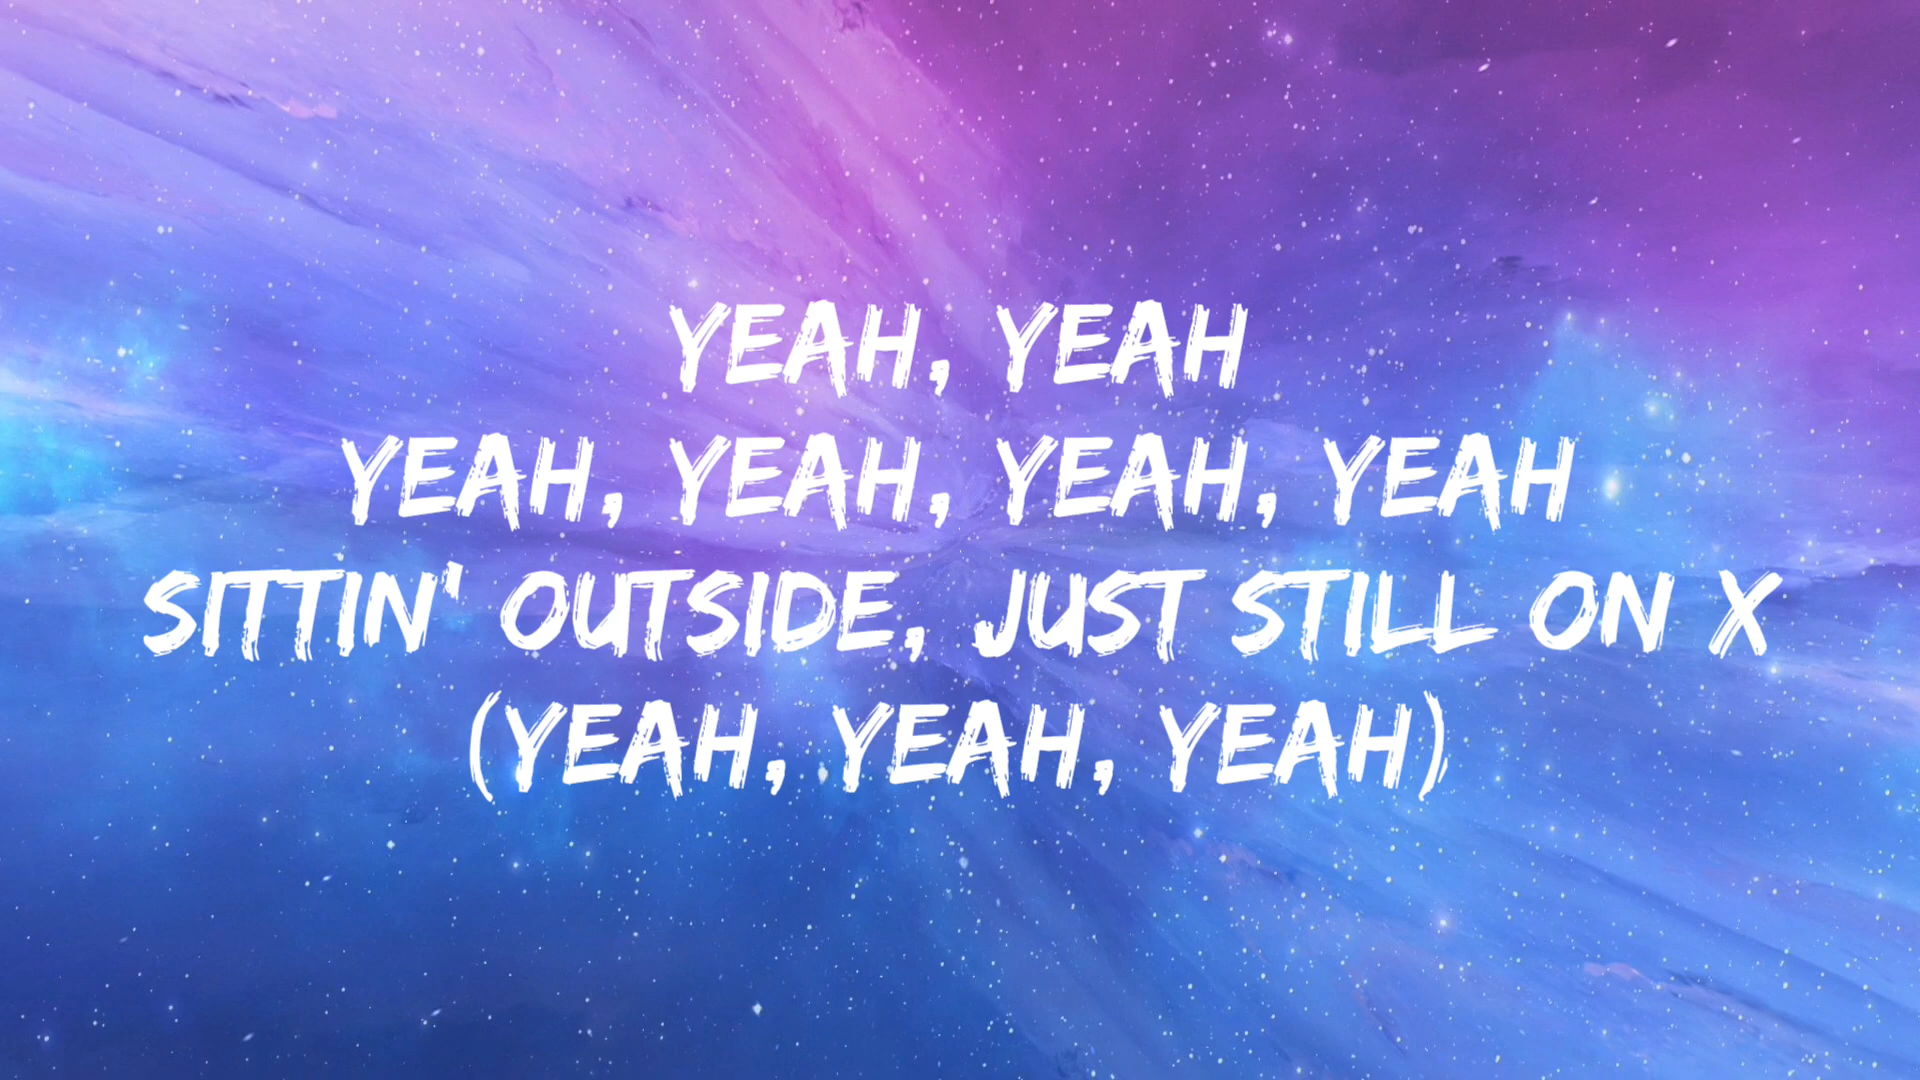 YEAH, YEAH
YEAH, YEAH, YEAH, YEAH
SITTIN' OUTSIDE, JUST STILL ON X
(YEAH, YEAH, YEAH)